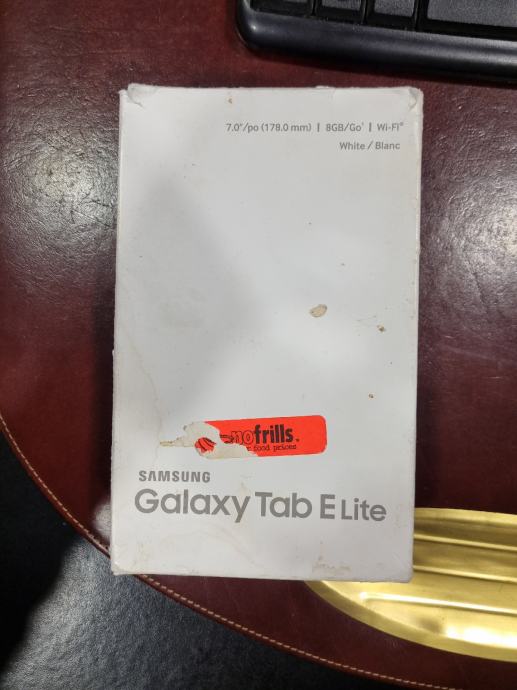 7.0"/po (178.0 mm) | 8GB/Go¹ | Wi-Fi®
White / Blanc
nofrills.
food prices
SAMSUNG
Galaxy Tab E Lite